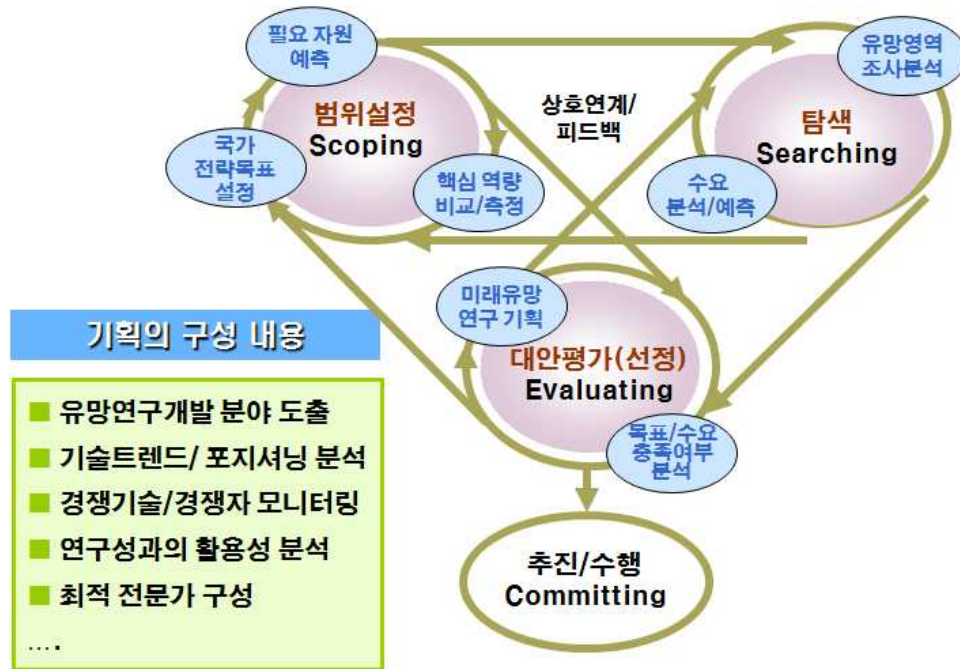 필요 자원
예측
범위설정
Scoping
국가
전략목표
설정
핵심 역량
비교/측정
상호연계/
피드백
유망영역
조사분석
탐색
Searching
수요
분석/예측
미래유망
연구 기획
대안평가(선정)
Evaluating
목표/수요
충족여부
분석
추진/수행
Committing
기획의 구성 내용
■ 유망연구개발 분야 도출
■ 기술트렌드/ 포지셔닝 분석
■ 경쟁기술/경쟁자 모니터링
■ 연구성과의 활용성 분석
■ 최적 전문가 구성
….